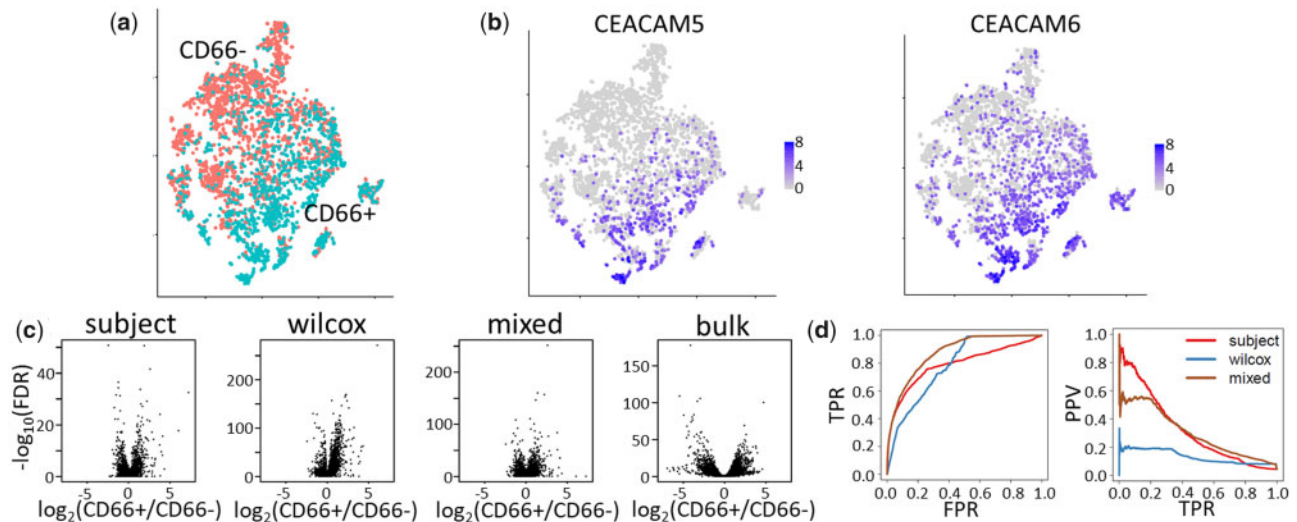 (a)
CD66-
CD66+
(b)
CEACAM5
8
4
0
CEACAM6
8
4
0
(c)
subject
wilcox
mixed
bulk
-log10(FDR)
40
20
0
-5 0 5
log2(CD66+/CD66-)
200
100
0
-5 0 5
log2(CD66+/CD66-)
250
200
150
100
50
0
-5 0 5
log2(CD66+/CD66-)
150
100
50
0
-5 0 5
log2(CD66+/CD66-)
(d)
TPR
1.0
0.8
0.6
0.4
0.2
0.0
0.0 0.2 0.4 0.6 0.8 1.0
FPR
PPV
1.0
0.8
0.6
0.4
0.2
0.0
0.0 0.2 0.4 0.6 0.8 1.0
TPR
subject
wilcox
mixed